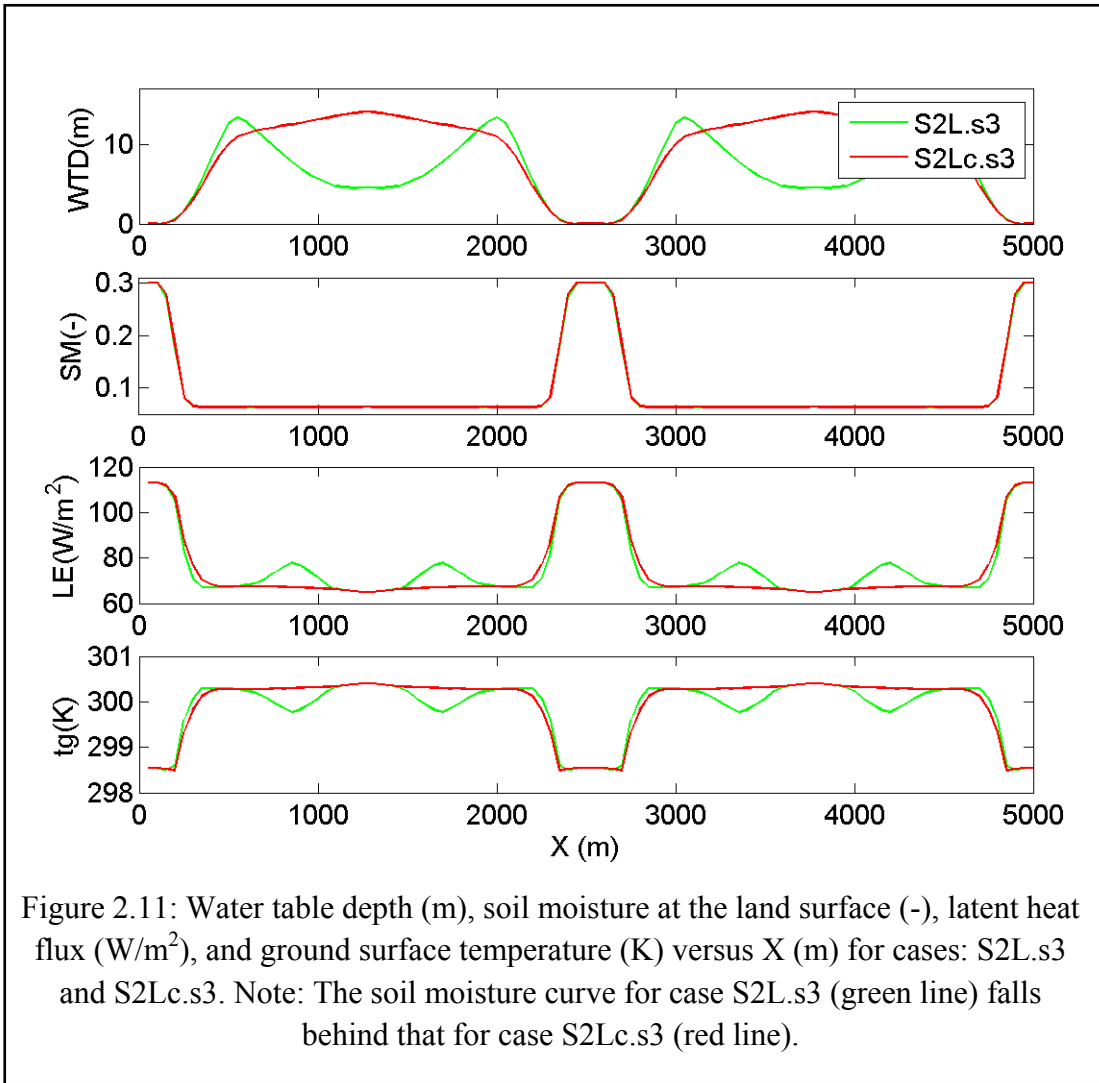 WTD(m)
10
0
S2L.s3
S2Lc.s3
0 1000 2000 3000 4000 5000
SM(-)
0.3
0.2
0.1
0 1000 2000 3000 4000 5000
LE(W/m²)
120
100
80
60
0 1000 2000 3000 4000 5000
tg(K)
301
300
299
298
0 1000 2000 3000 4000 5000
X (m)
Figure 2.11: Water table depth (m), soil moisture at the land surface (-), latent heat
flux (W/m²), and ground surface temperature (K) versus X (m) for cases: S2L.s3
and S2Lc.s3. Note: The soil moisture curve for case S2L.s3 (green line) falls
behind that for case S2Lc.s3 (red line).